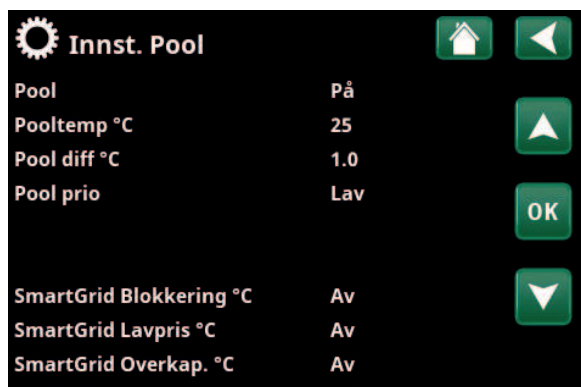 Innst. Pool
Pool På
Pooltemp °C 25
Pool diff °C 1.0
Pool prio Lav
OK
SmartGrid Blokkering °C Av
SmartGrid Lavpris °C Av
SmartGrid Overkap. °C Av